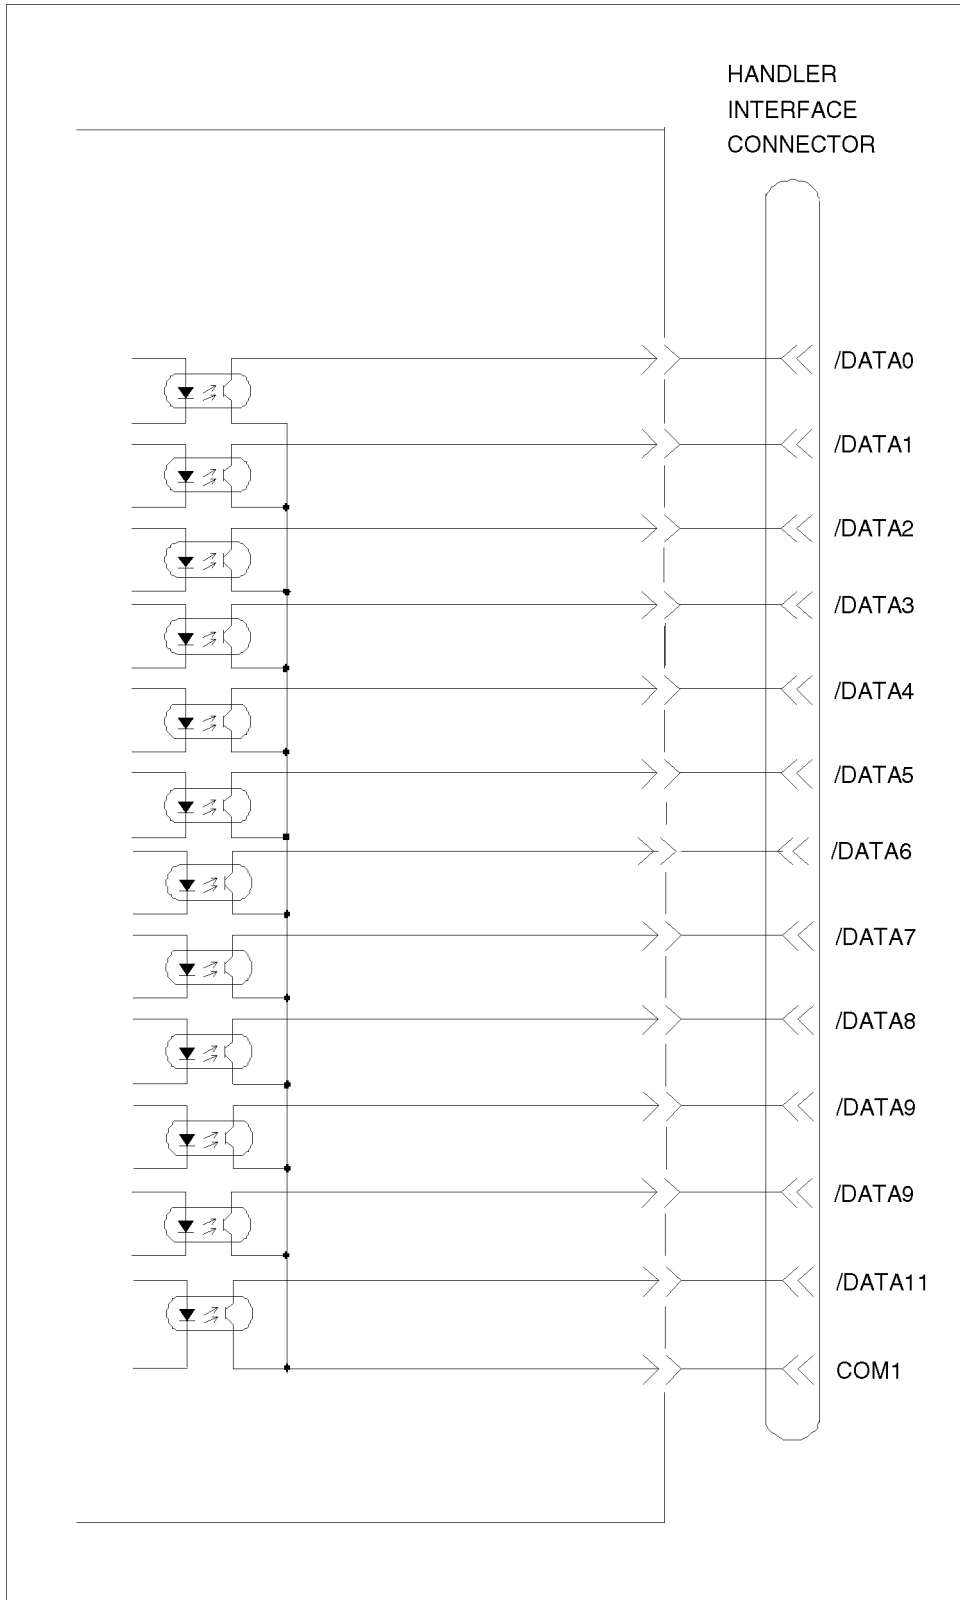 HANDLER
INTERFACE
CONNECTOR
/DATA0
/DATA1
/DATA2
/DATA3
/DATA4
/DATA5
/DATA6
/DATA7
/DATA8
/DATA9
/DATA9
/DATA11
COM1